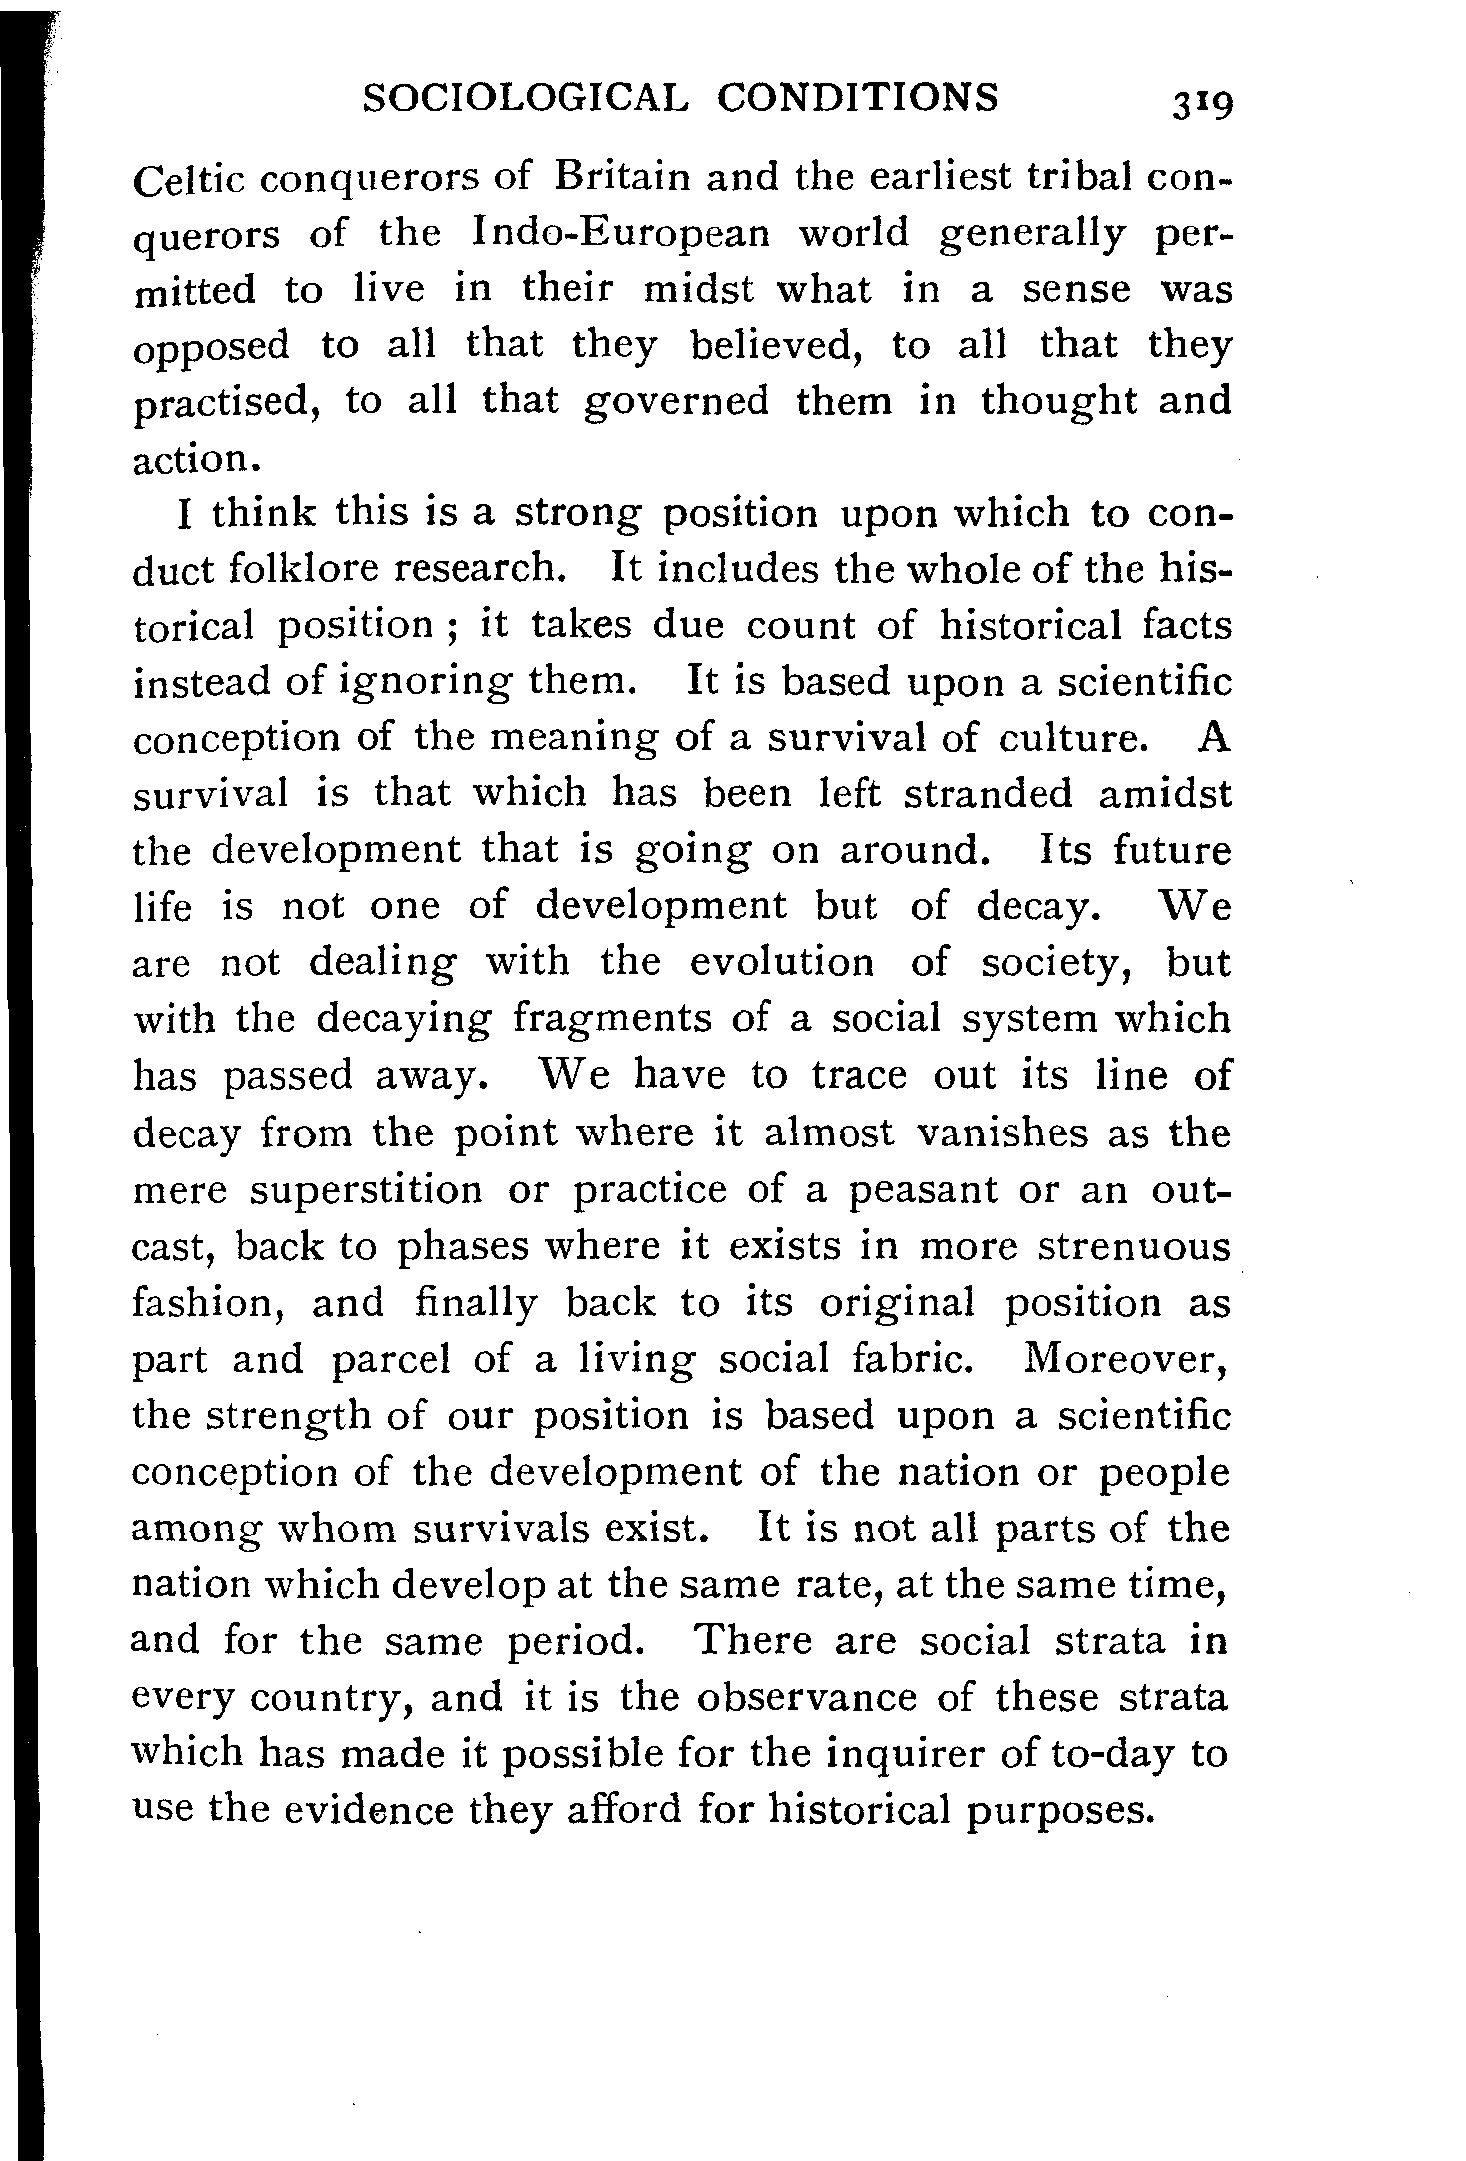 SOCIOLOGICAL CONDITIONS 319
Celtic conquerors of Britain and the earliest tribal con-
querors of the Indo-European world generally per-
mitted to live in their midst what in a sense was
opposed to all that they believed, to all that they
practised, to all that governed them in thought and
action.
I think this is a strong position upon which to con-
duct folklore research. It includes the whole of the his-
torical position ; it takes due count of historical facts
instead of ignoring them. It is based upon a scientific
conception of the meaning of a survival of culture. A
survival is that which has been left stranded amidst
the development that is going on around. Its future
life is not one of development but of decay. We
are not dealing with the evolution of society, but
with the decaying fragments of a social system which
has passed away. We have to trace out its line of
decay from the point where it almost vanishes as the
mere superstition or practice of a peasant or an out-
cast, back to phases where it exists in more strenuous
fashion, and finally back to its original position as
part and parcel of a living social fabric. Moreover,
the strength of our position is based upon a scientific
conception of the development of the nation or people
among whom survivals exist. It is not all parts of the
nation which develop at the same rate, at the same time,
and for the same period. There are social strata in
every country, and it is the observance of these strata
which has made it possible for the inquirer of to-day to
use the evidence they afford for historical purposes.